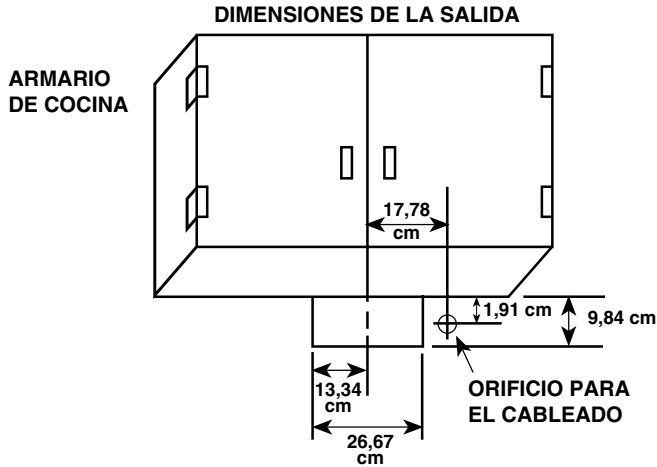 DIMENSIONES DE LA SALIDA
ARMARIO
DE COCINA
17,78
cm
1,91 cm
9,84 cm
13,34
cm
ORIFICIO PARA
EL CABLEADO
26,67
cm